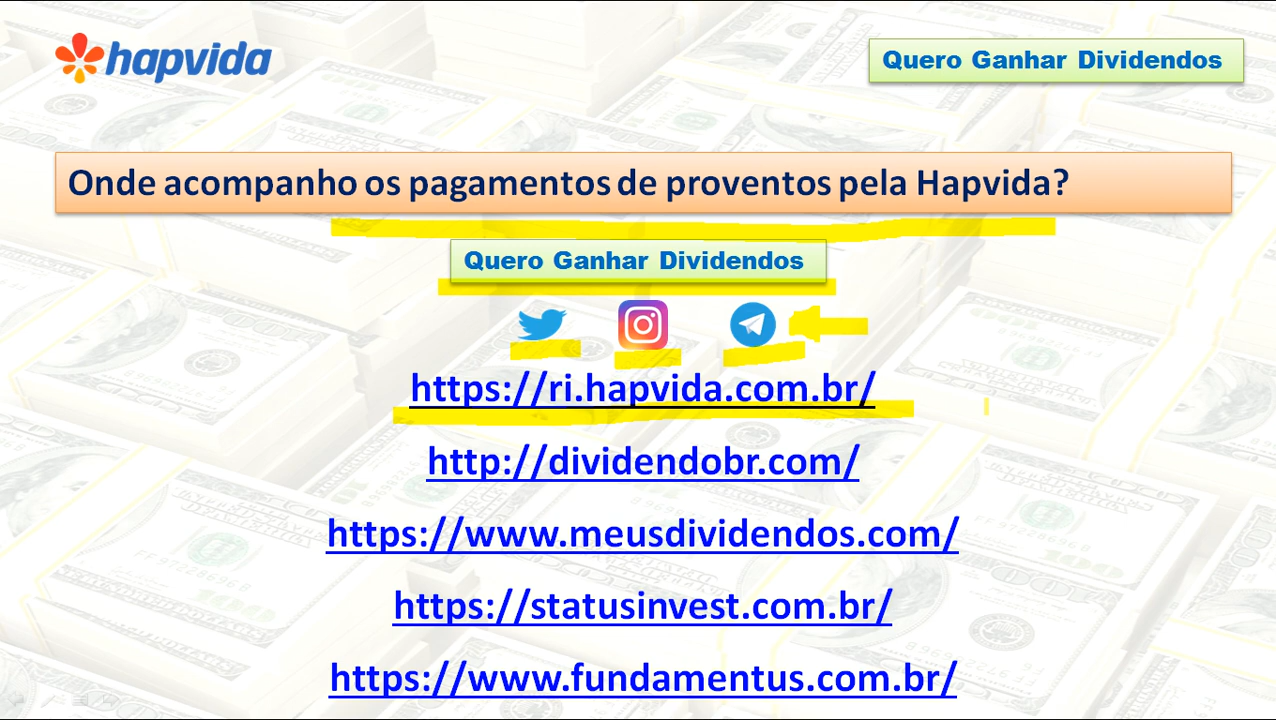 hapvida
Quero Ganhar Dividendos
Onde acompanho os pagamentos de proventos pela Hapvida?
Quero Ganhar Dividendos
https://ri.hapvida.com.br/
http://dividendobr.com/
https://www.meusdividendos.com/
https://statusinvest.com.br/
https://www.fundamentus.com.br/